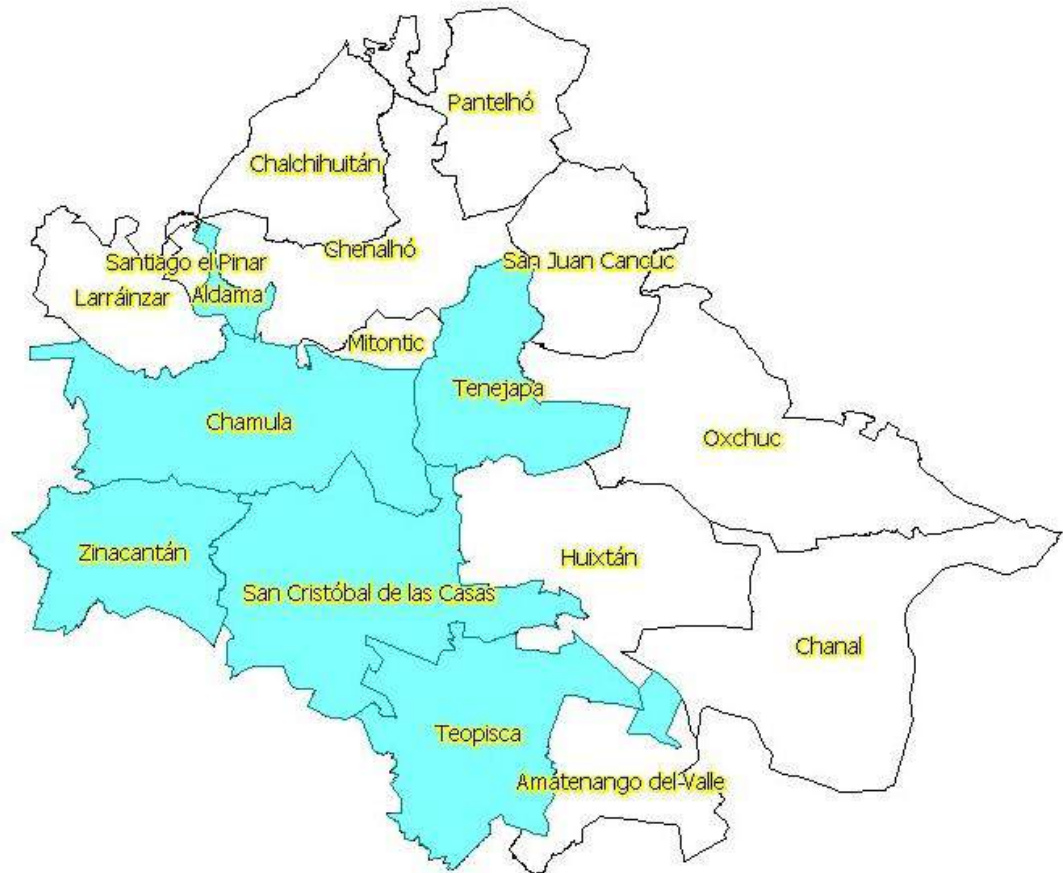 Pantelhó
Chalchihuitán
Chenalhó
Santiago el Pinar
San Juan Cancúc
Larráinzar
Aldama
Mitontic
Tenejapa
Chamula
Oxchuc
Zinacantán
Huixtán
San Cristóbal de las Casas
Chanal
Teopisca
Amatenango del Valle